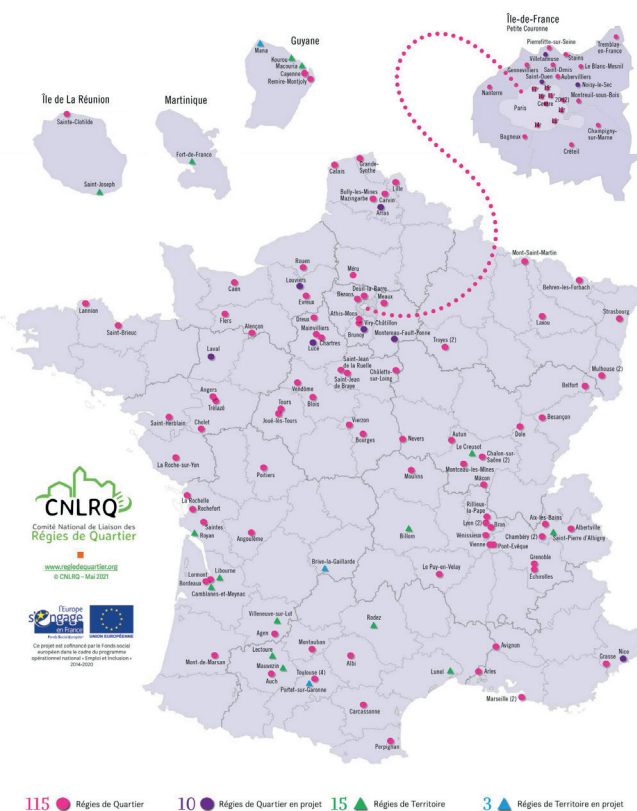 Île-de-France
Petite Couronne
Pierrefitte-sur-Seine
Tremblay-
en-France
Villetaneuse
Stains
Gennevilliers
Saint-Denis
Le Blanc-Mesnil
Saint-Ouen
Aubervilliers
Noisy-le-Sec
Nanterre
Paris
Centre
20e(2)
Montreuil-sous-Bois
Bagneux
Champigny-
sur-Marne
Créteil
Guyane
Mana
Kourou
Macouria
Cayenne
Remire-Montjoly
Île de La Réunion
Sainte-Clotilde
Saint-Joseph
Martinique
Fort-de-France
Calais
Grande-
Synthe
Lille
Bully-les-Mines
Mazingarbe
Carvin
Arras
Mont-Saint-Martin
Behren-les-Forbach
Rouen
Méru
Louviers
Caen
Deuil-la-Barre
Bezons
Meaux
Evreux
Strasbourg
Laxou
Lannion
Saint-Brieuc
Flers
Alençon
Dreux
Athis-Mons
Viry-Châtillon
Mainvilliers
Brunoy
Montereau-Fault-Yonne
Chartres
Lucé
Troyes (2)
Laval
Saint-Jean
de la Ruelle
Saint-Jean
de Braye
Châlette-
sur-Loing
Mulhouse (2)
Belfort
Vendôme
Blois
Angers
Trélazé
Tours
Joué-lès-Tours
Besançon
Saint-Herblain
Cholet
Vierzon
Bourges
Nevers
Autun
Le Creusot
Dole
Chalon-sur-
Saône (2)
Montceau-les-Mines
La Roche-sur-Yon
Poitiers
Moulins
Mâcon
La Rochelle
Rochefort
Saintes
Royan
Angoulême
Rillieux-
la-Pape
Lyon (2)
Bron
Vénissieux
Vienne
Pont-Evêque
Aix-les-Bains
Albertville
Chambéry (2)
Saint-Pierre d'Albigny
Billom
Grenoble
Échirolles
Libourne
Lormont
Bordeaux
Camblanes-et-Meynac
Brive-la-Gaillarde
Le Puy-en-Velay
Villeneuve-sur-Lot
Agen
Rodez
Lectoure
Montauban
Mont-de-Marsan
Mauvezin
Auch
Toulouse (4)
Albi
Portet-sur-Garonne
Avignon
Lunel
Arles
Grasse
Nice
Marseille (2)
Carcassonne
Perpignan
CNLRQ
Comité National de Liaison des
Régies de Quartier
www.regiedequartier.org
© CNLRQ – Mai 2021
l'Europe
s'engage
en France
Fonds Social Européen
UNION EUROPÉENNE
Ce projet est cofinancé par le Fonds social
européen dans le cadre du programme
opérationnel national « Emploi et Inclusion »
2014-2020
115 Régies de Quartier 10 Régies de Quartier en projet 15 Régies de Territoire 3 Régies de Territoire en projet